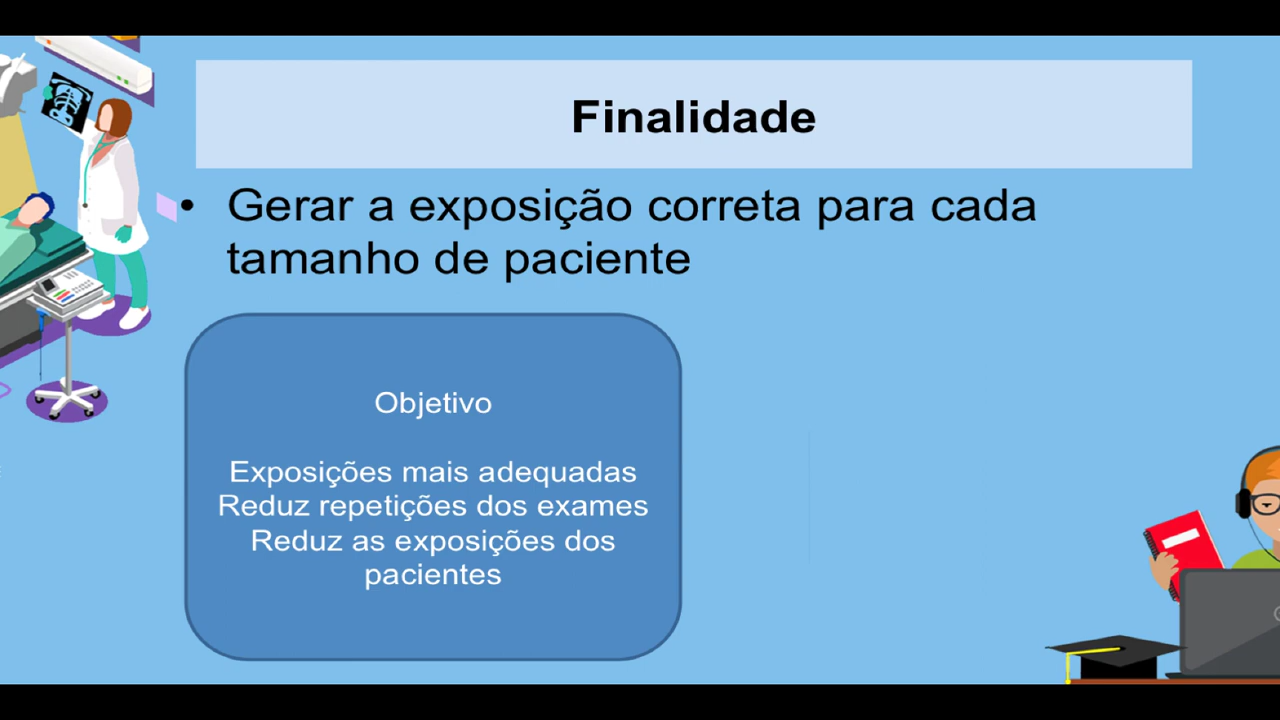 Finalidade
• Gerar a exposição correta para cada
tamanho de paciente
Objetivo
Exposições mais adequadas
Reduz repetições dos exames
Reduz as exposições dos
pacientes